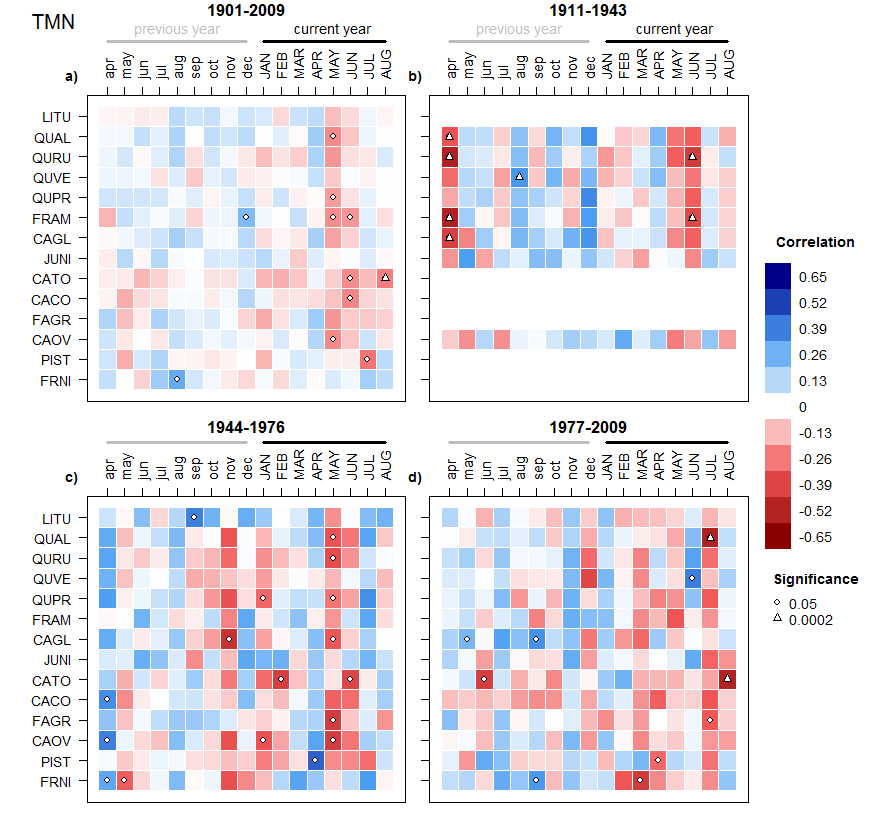 TMN
1901-2009
previous year
current year
apr may jun jul aug sep oct nov dec JAN FEB MAR APR MAY JUN JUL AUG
a)
LITU
QUAL
QURU
QUVE
QUPR
FRAM
CAGL
JUNI
CATO
CACO
FAGR
CAOV
PIST
FRNI
1911-1943
previous year
current year
apr may jun jul aug sep oct nov dec JAN FEB MAR APR MAY JUN JUL AUG
b)
1944-1976
apr may jun jul aug sep oct nov dec JAN FEB MAR APR MAY JUN JUL AUG
c)
LITU
QUAL
QURU
QUVE
QUPR
FRAM
CAGL
JUNI
CATO
CACO
FAGR
CAOV
PIST
FRNI
1977-2009
apr may jun jul aug sep oct nov dec JAN FEB MAR APR MAY JUN JUL AUG
d)
Correlation
0.65
0.52
0.39
0.26
0.13
0
-0.13
-0.26
-0.39
-0.52
-0.65
Significance
0.05
0.0002